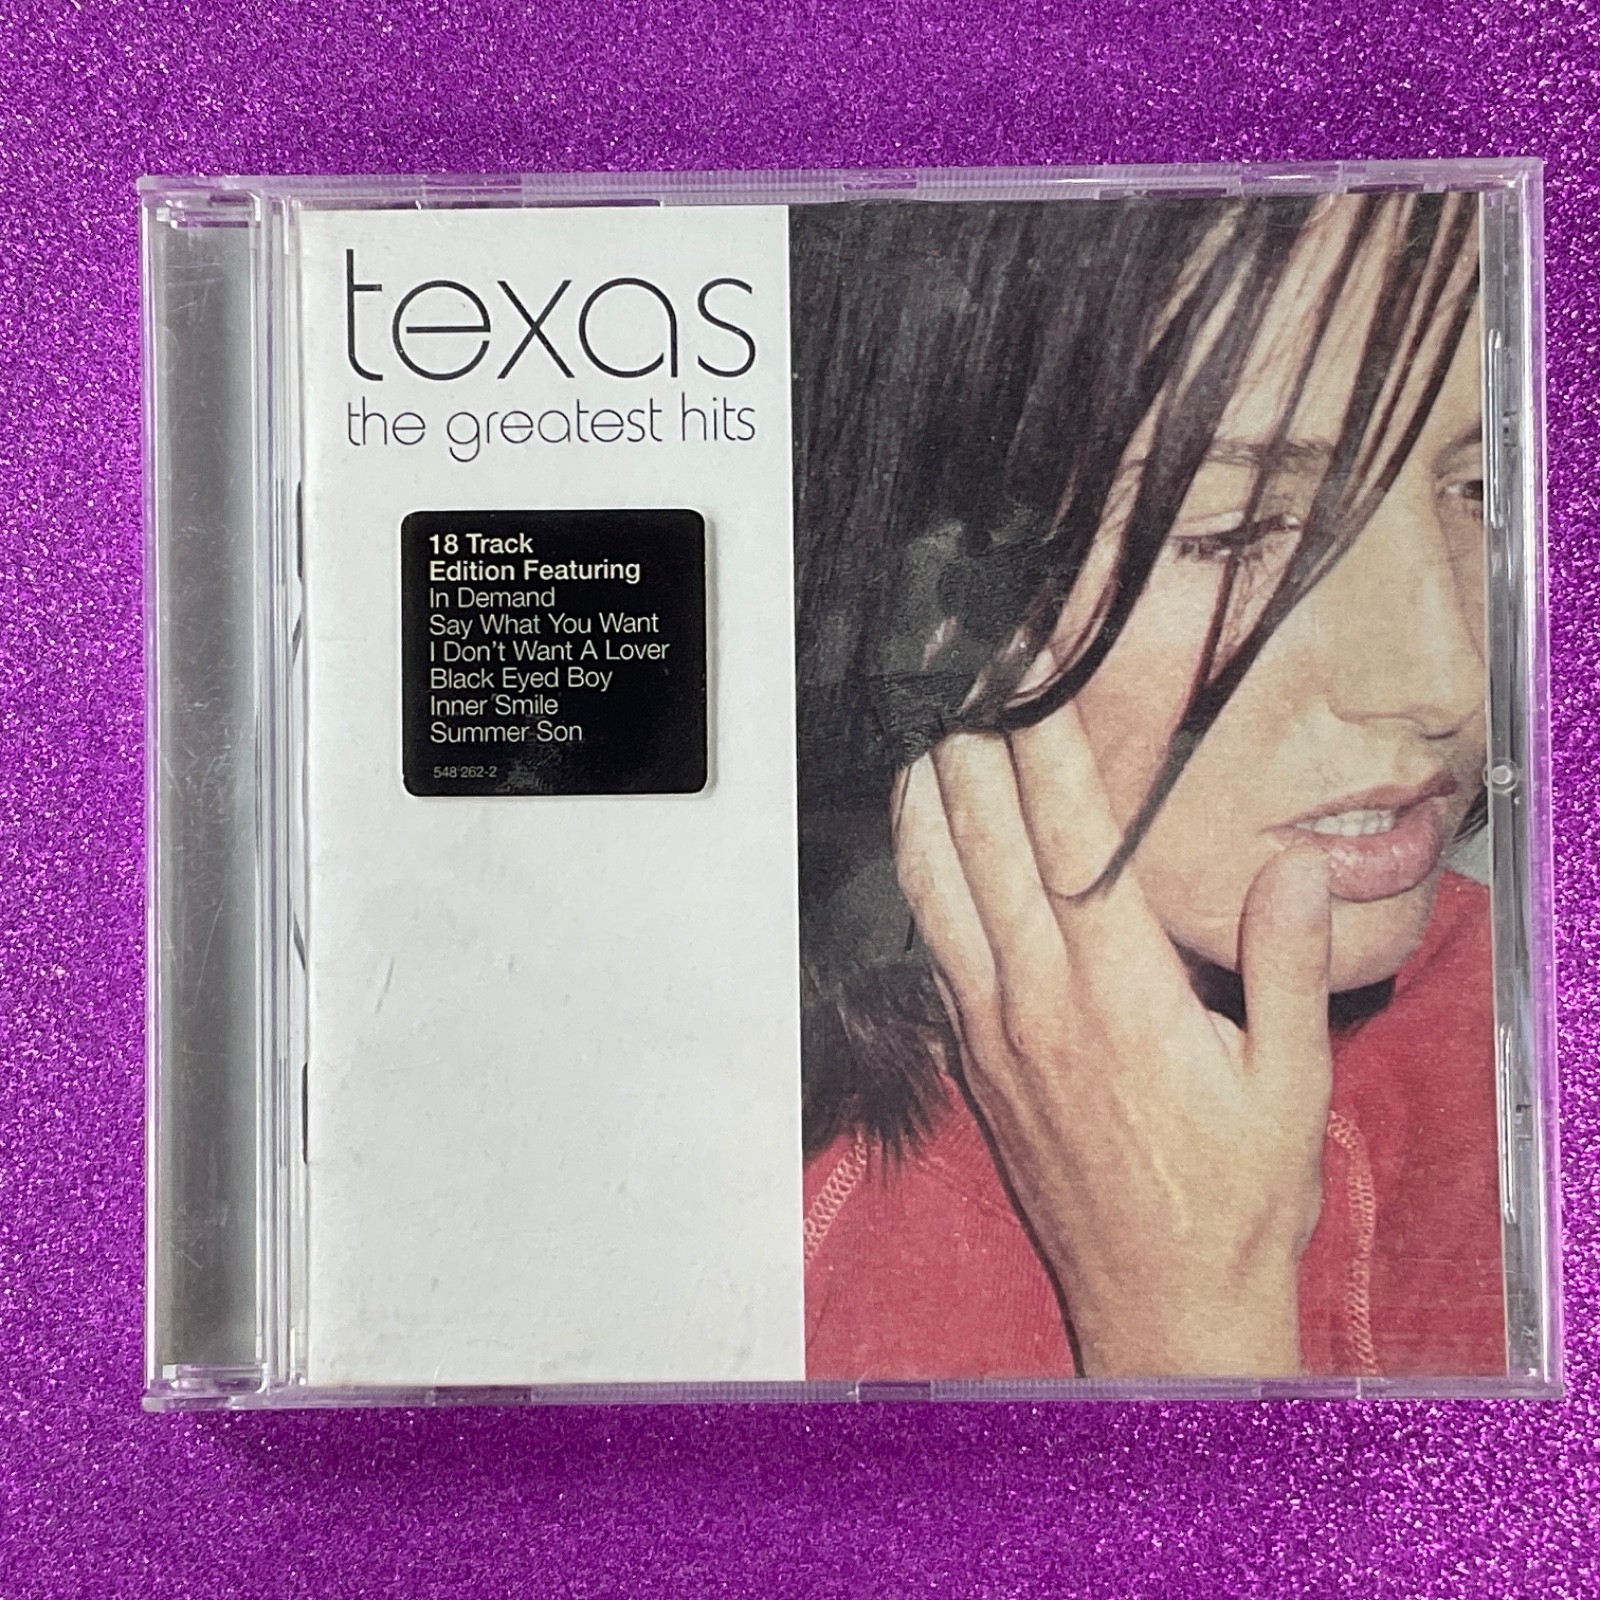 texas
the greatest hits
18 Track
Edition Featuring
In Demand
Say What You Want
I Don't Want A Lover
Black Eyed Boy
Inner Smile
Summer Son
548 262-2